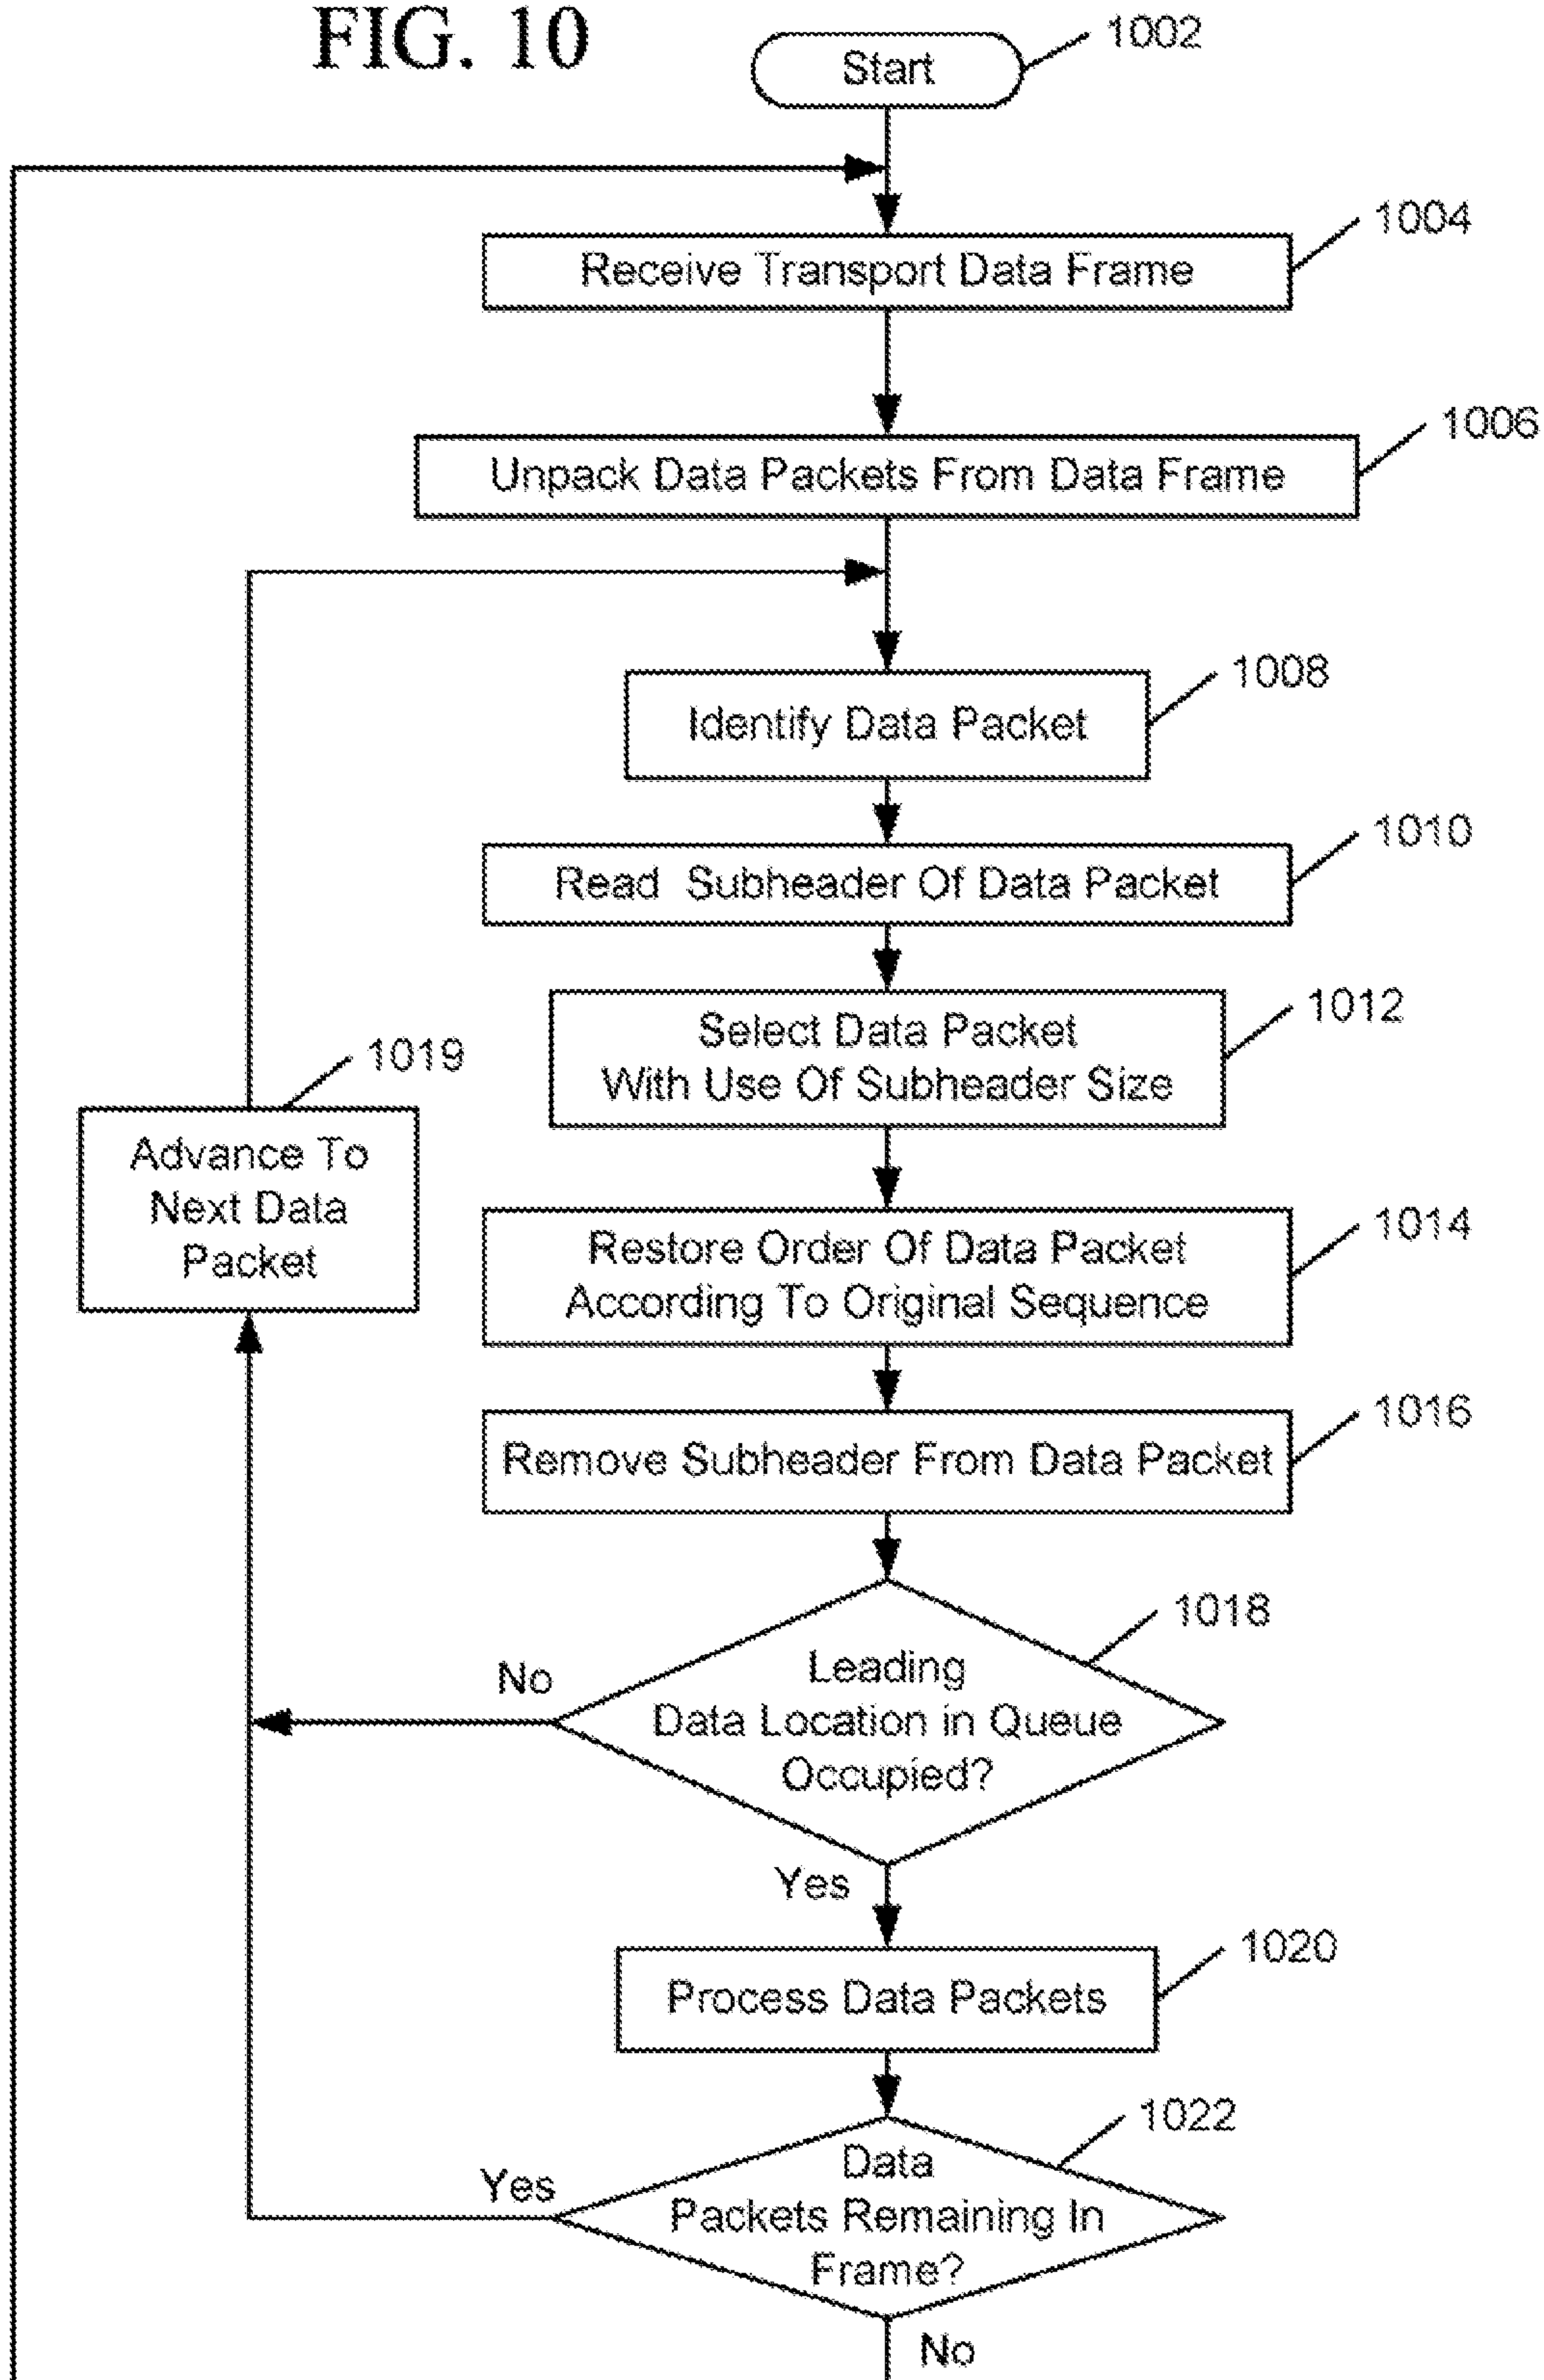 FIG. 10
Start
1002
Receive Transport Data Frame
1004
Unpack Data Packets From Data Frame
1006
Identify Data Packet
1008
Read Subheader Of Data Packet
1010
Select Data Packet
With Use Of Subheader Size
1012
1019
Advance To
Next Data
Packet
Restore Order Of Data Packet
According To Original Sequence
1014
Remove Subheader From Data Packet
1016
Leading
Data Location in Queue
Occupied?
1018
No
Yes
Process Data Packets
1020
Data
Packets Remaining In
Frame?
1022
Yes
No